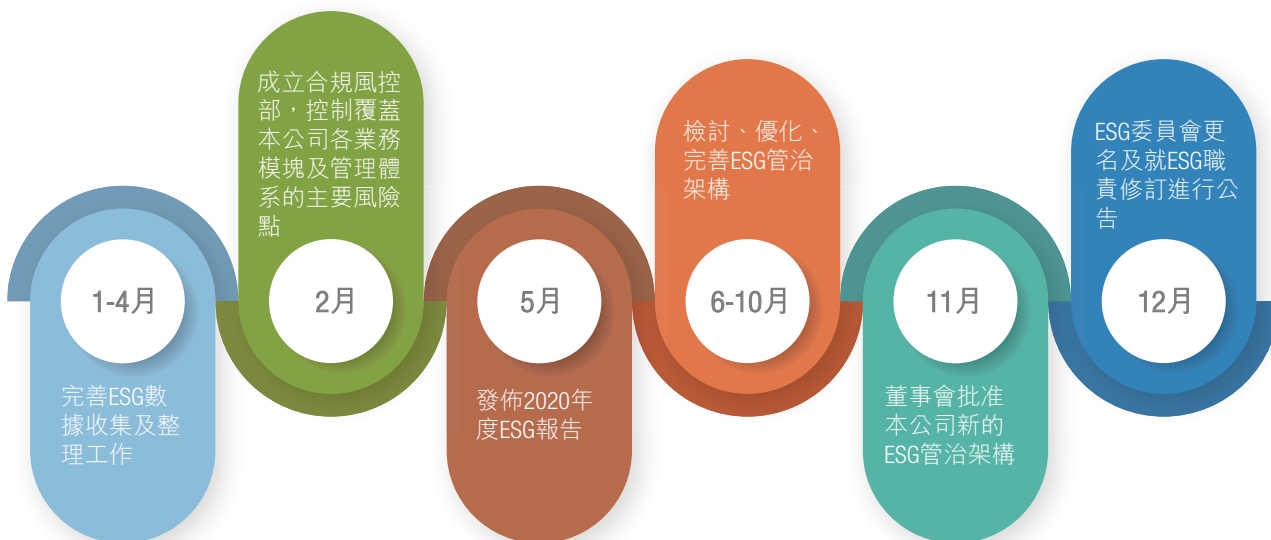 1-4月
完善ESG數
據收集及整
理工作
成立合規風控
部，控制覆蓋
本公司各業務
模塊及管理體
系的主要風險
點
2月
5月
發佈2020年
度ESG報告
檢討、優化、
完善ESG管治
架構
6-10月
11月
董事會批准
本公司新的
ESG管治架構
ESG委員會更
名及就ESG職
責修訂進行公
告
12月